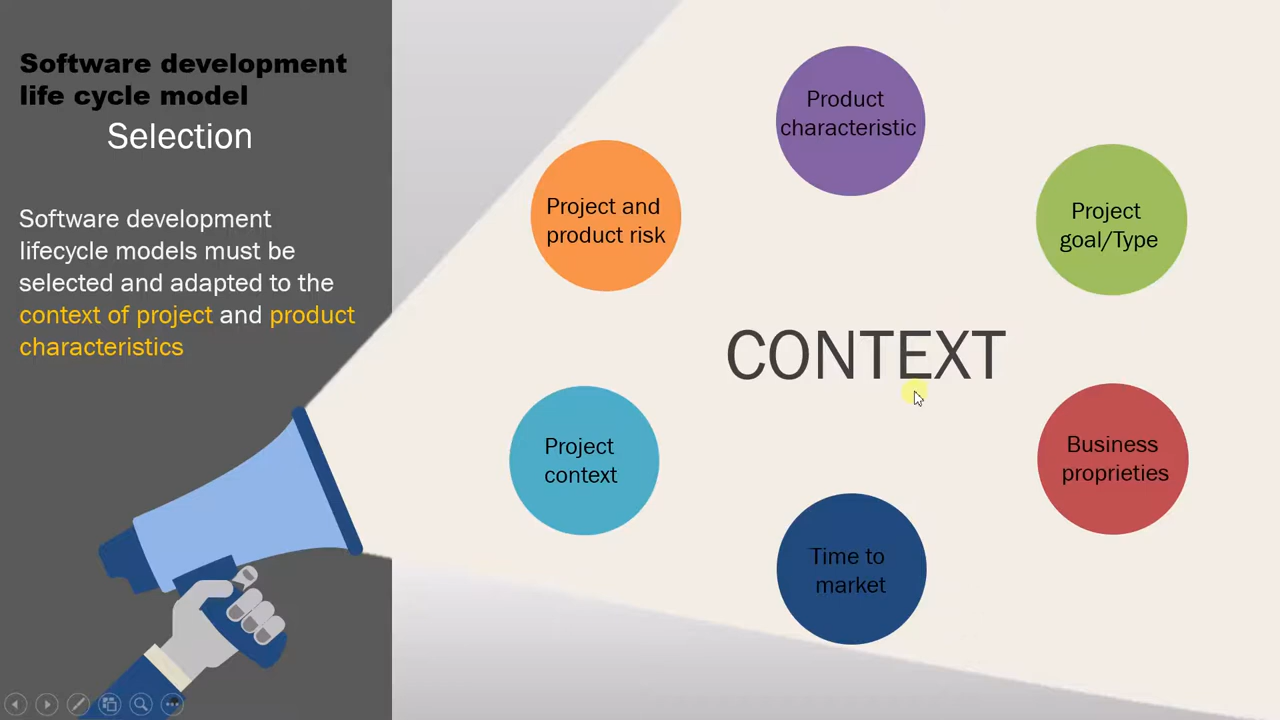 Software development
life cycle model
Selection
Software development
lifecycle models must be
selected and adapted to the
context of project and product
characteristics
Product
characteristic
Project and
product risk
Project
goal/Type
CONTEXT
Project
context
Business
proprieties
Time to
market